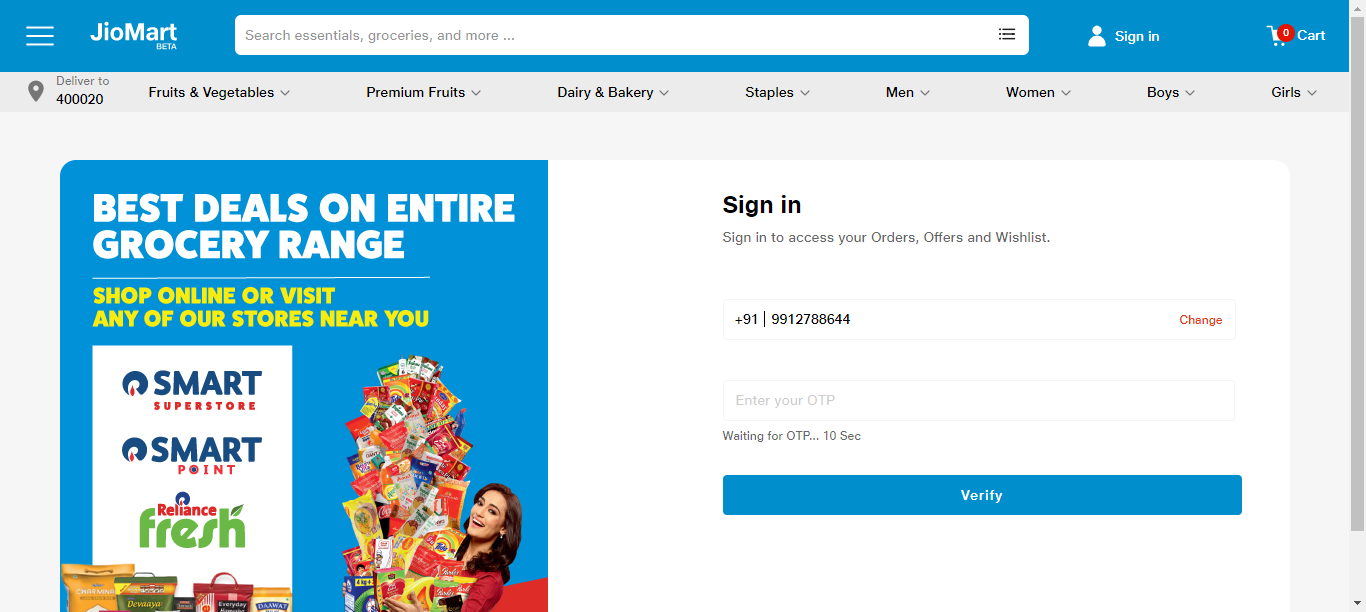 JioMart
BETA
Search essentials, groceries, and more ...
Sign in
0
Cart
Deliver to
400020
Fruits & Vegetables
Premium Fruits
Dairy & Bakery
Staples
Men
Women
Boys
Girls
BEST DEALS ON ENTIRE
GROCERY RANGE
SHOP ONLINE OR VISIT
ANY OF OUR STORES NEAR YOU
SMART
SUPERSTORE
SMART
POINT
Reliance
fresh
Devaaya
Everyday
DAAWAT
Sign in
Sign in to access your Orders, Offers and Wishlist.
+91 | 9912788644
Change
Enter your OTP
Waiting for OTP... 10 Sec
Verify